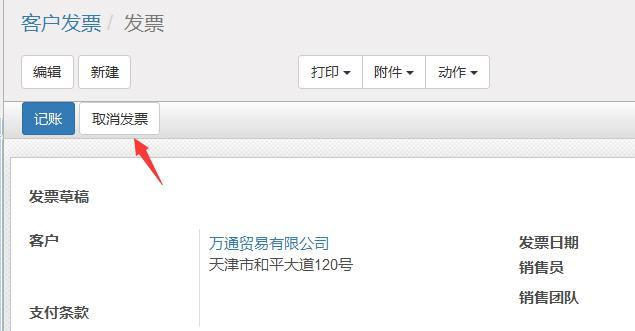 客户发票 / 发票
编辑 新建 打印 附件 动作
记账 取消发票
发票草稿
客户 万通贸易有限公司 发票日期
天津市和平大道120号 销售员
销售团队
支付条款